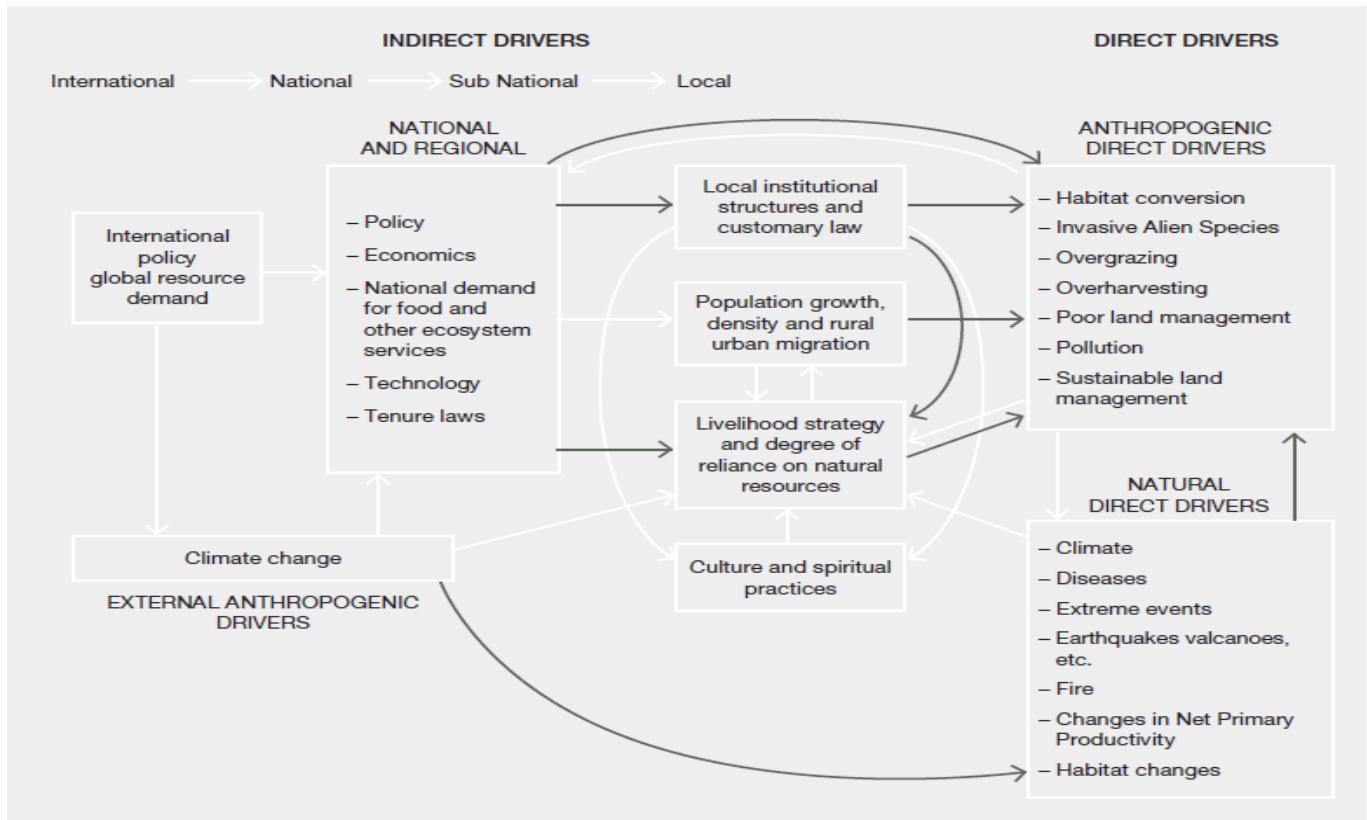 INDIRECT DRIVERS
DIRECT DRIVERS
International
National
Sub National
Local
NATIONAL
AND REGIONAL
ANTHROPOGENIC
DIRECT DRIVERS
International
policy
global resource
demand
– Policy
– Economics
– National demand
for food and
other ecosystem
services
– Technology
– Tenure laws
Local institutional
structures and
customary law
Population growth,
density and rural
urban migration
Livelihood strategy
and degree of
reliance on natural
resources
Culture and spiritual
practices
– Habitat conversion
– Invasive Alien Species
– Overgrazing
– Overharvesting
– Poor land management
– Pollution
– Sustainable land
management
Climate change
EXTERNAL ANTHROPOGENIC
DRIVERS
NATURAL
DIRECT DRIVERS
– Climate
– Diseases
– Extreme events
– Earthquakes valcanoes,
etc.
– Fire
– Changes in Net Primary
Productivity
– Habitat changes